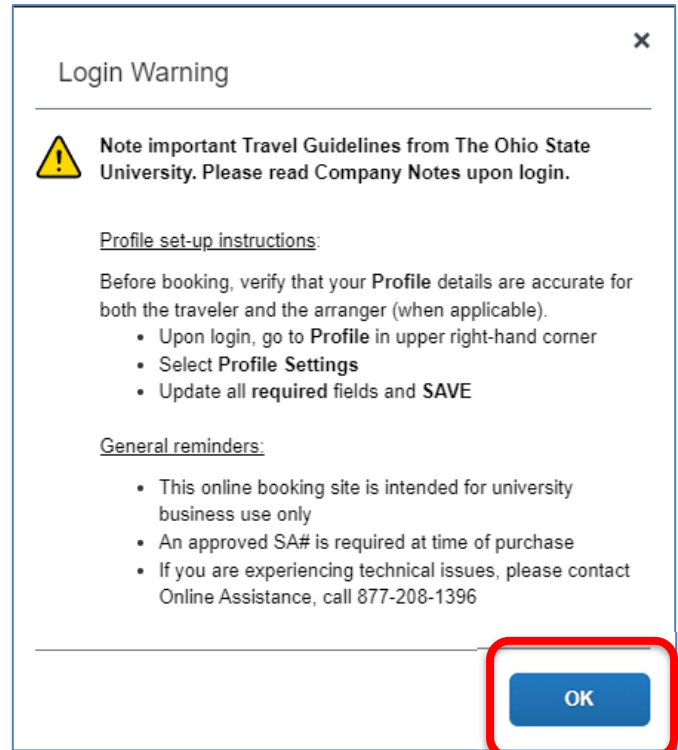 Login Warning
Note important Travel Guidelines from The Ohio State
University. Please read Company Notes upon login.
Profile set-up instructions:
Before booking, verify that your Profile details are accurate for
both the traveler and the arranger (when applicable).
• Upon login, go to Profile in upper right-hand corner
• Select Profile Settings
• Update all required fields and SAVE
General reminders:
• This online booking site is intended for university
business use only
• An approved SA# is required at time of purchase
• If you are experiencing technical issues, please contact
Online Assistance, call 877-208-1396
OK